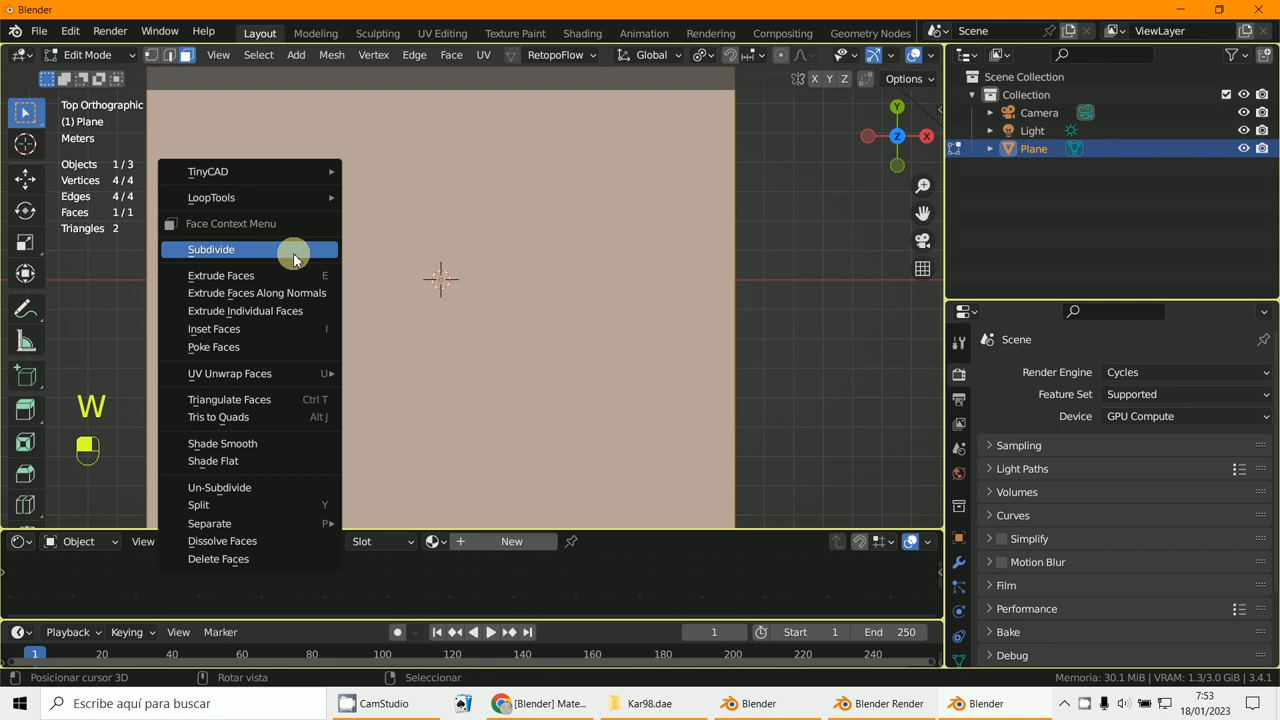 Blender
File Edit Render Window Help Layout Modeling Sculpting UV Editing Texture Paint Shading Animation Rendering Compositing Geometry Nodes Scene ViewLayer
Edit Mode View Select Add Mesh Vertex Edge Face UV RetopoFlow Global
X Y Z Options
Top Orthographic
(1) Plane
Meters
Objects 1/3
Vertices 4/4
Edges 4/4
Faces 1/1
Triangles 2
Y
Z X
TinyCAD
LoopTools
Face Context Menu
Subdivide
Extrude Faces E
Extrude Faces Along Normals
Extrude Individual Faces
Inset Faces I
Poke Faces
UV Unwrap Faces U
Triangulate Faces Ctrl T
Tris to Quads Alt J
Shade Smooth
Shade Flat
Un-Subdivide
Split Y
Separate P
Dissolve Faces
Delete Faces
W
Scene Collection
Collection
Camera
Light
Plane
Scene
Render Engine Cycles
Feature Set Supported
Device GPU Compute
Sampling
Light Paths
Volumes
Curves
Simplify
Motion Blur
Film
Performance
Bake
Debug
Object View Slot New
Playback Keying View Marker 1 Start 1 End 250
1 20 40 60 80 100 120 140 160 180 200 220 240
Posicionar cursor 3D Rotar vista Seleccionar Memoria: 30.1 MiB | VRAM: 1.3/3.0 GiB | 3.4.1
Escribe aquí para buscar CamStudio [Blender] Mate... Kar98.dae Blender Blender Render Blender 7:53
18/01/2023